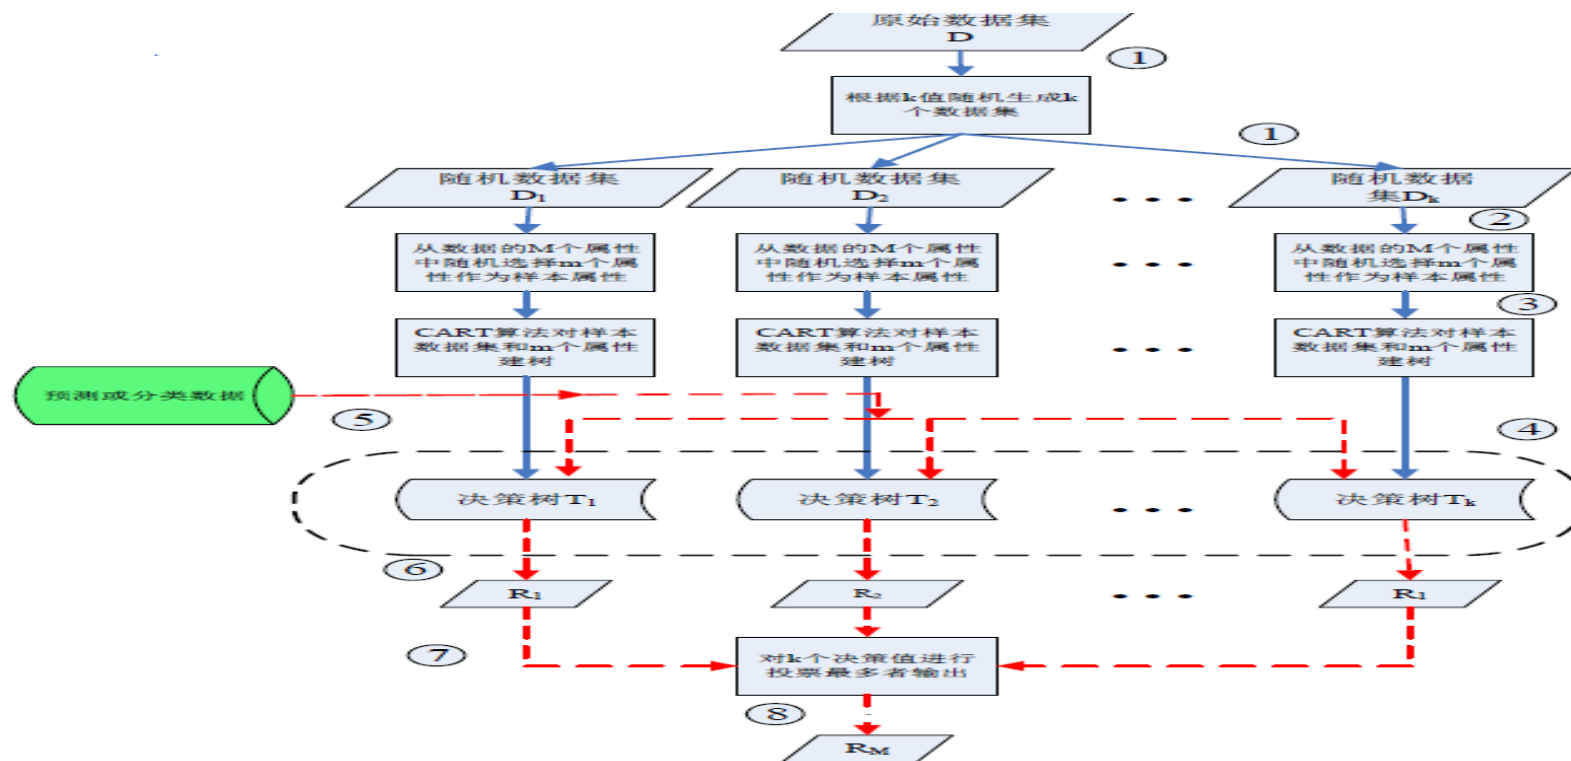 原始数据集
D
①
根据k值随机生成k
个数据集
①
随机数据集
D₁
随机数据集
D₂
• • •
随机数据
集Dₖ
②
从数据的M个属性
中随机选择m个属
性作为样本属性
从数据的M个属性
中随机选择m个属
性作为样本属性
• • •
从数据的M个属性
中随机选择m个属
性作为样本属性
③
CART算法对样本
数据集和m个属性
建树
CART算法对样本
数据集和m个属性
建树
• • •
CART算法对样本
数据集和m个属性
建树
预测或分类数据
⑤
④
决策树T₁
决策树T₂
• • •
决策树Tₖ
⑥
R₁
R₂
• • •
R₁
⑦
对k个决策值进行
投票最多者输出
⑧
R_M